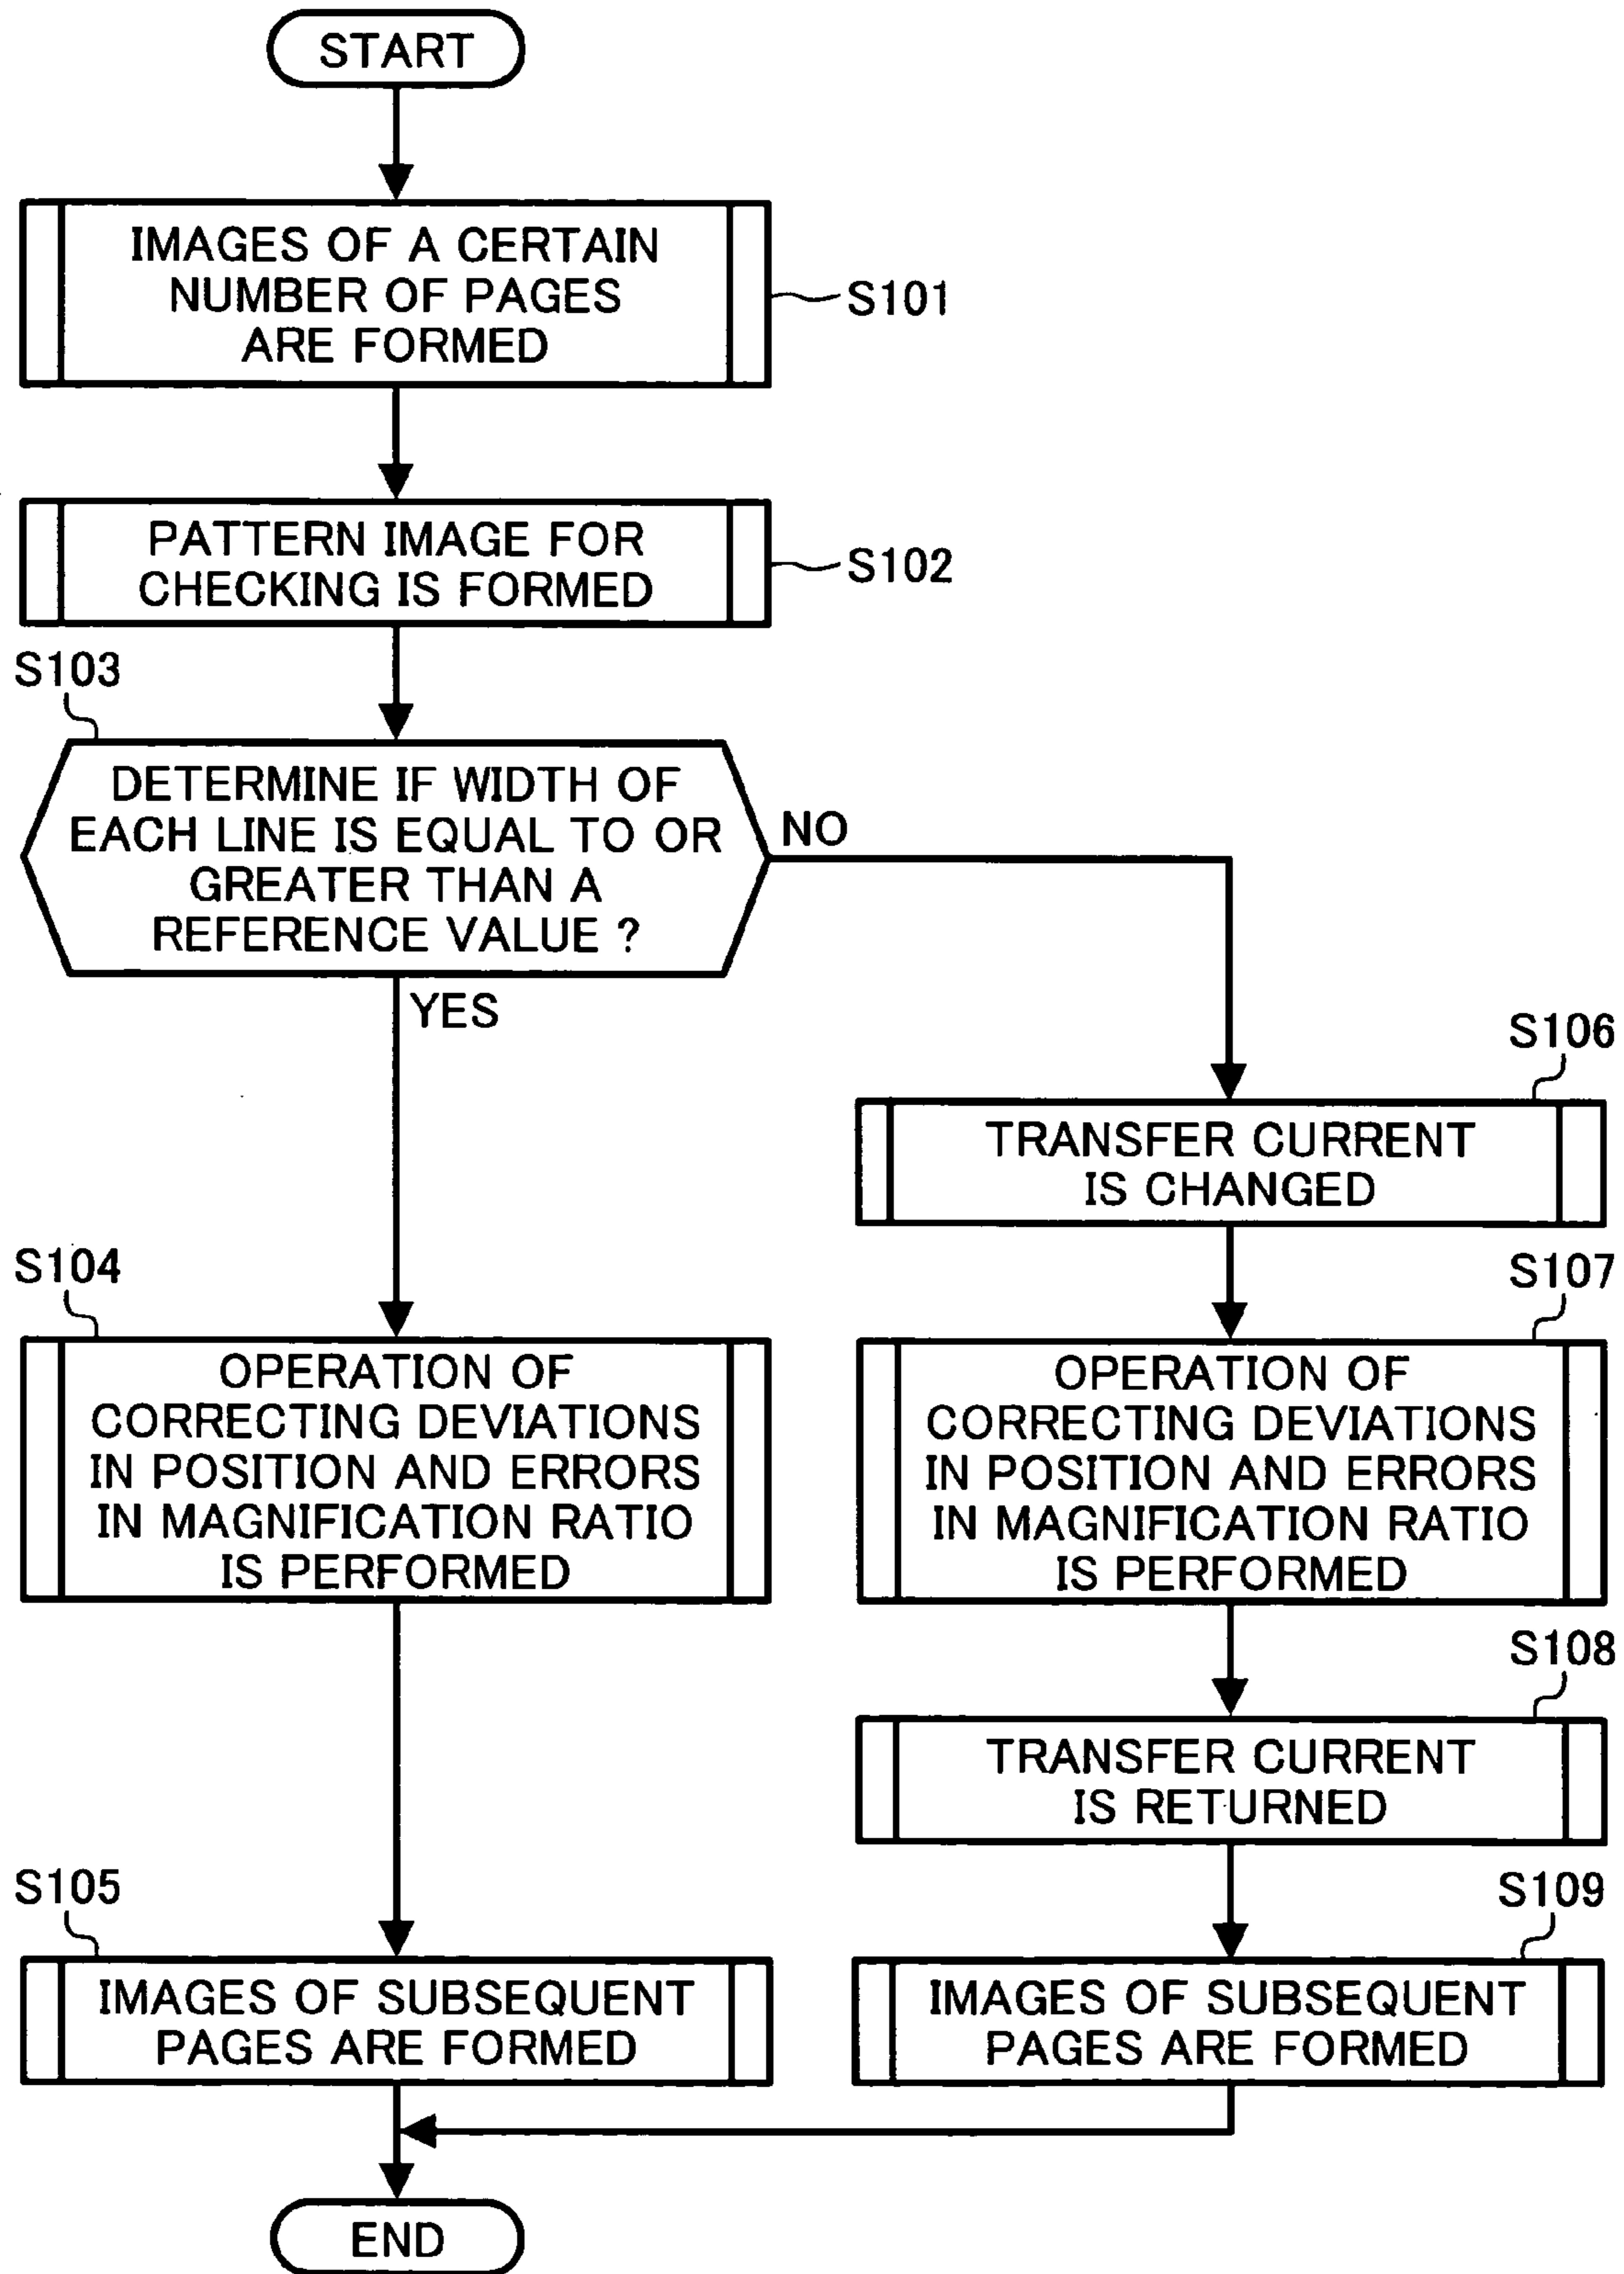 START
IMAGES OF A CERTAIN
NUMBER OF PAGES
ARE FORMED
S101
PATTERN IMAGE FOR
CHECKING IS FORMED
S102
S103
DETERMINE IF WIDTH OF
EACH LINE IS EQUAL TO OR
GREATER THAN A
REFERENCE VALUE ?
NO
YES
S106
TRANSFER CURRENT
IS CHANGED
S104
OPERATION OF
CORRECTING DEVIATIONS
IN POSITION AND ERRORS
IN MAGNIFICATION RATIO
IS PERFORMED
S107
OPERATION OF
CORRECTING DEVIATIONS
IN POSITION AND ERRORS
IN MAGNIFICATION RATIO
IS PERFORMED
S108
TRANSFER CURRENT
IS RETURNED
S105
IMAGES OF SUBSEQUENT
PAGES ARE FORMED
S109
IMAGES OF SUBSEQUENT
PAGES ARE FORMED
END